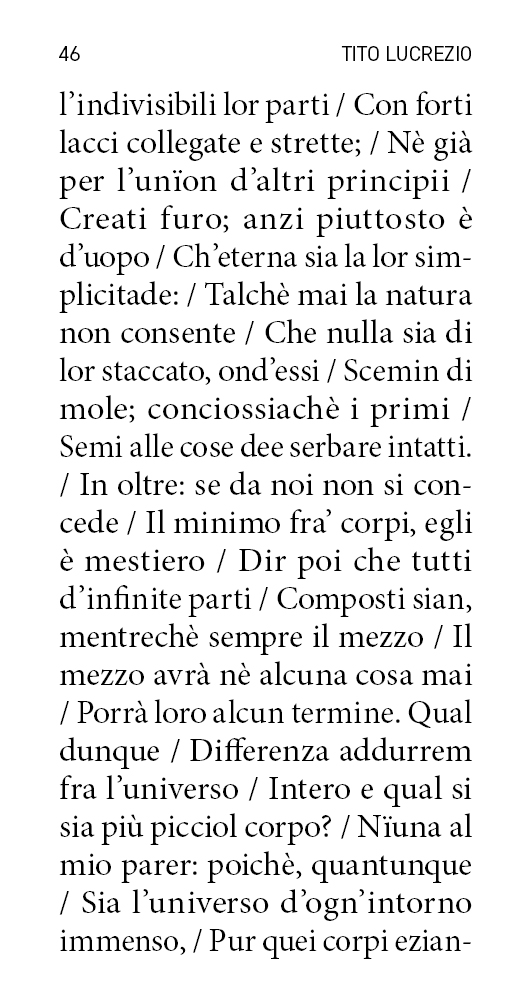 46 TITO LUCREZIO
l’indivisibili lor parti / Con forti
lacci collegate e strette; / Nè già
per l’unïon d’altri principii /
Creati furo; anzi piuttosto è
d’uopo / Ch’eterna sia la lor sim-
plicitade: / Talchè mai la natura
non consente / Che nulla sia di
lor staccato, ond’essi / Scemin di
mole; conciossiachè i primi /
Semi alle cose dee serbare intatti.
/ In oltre: se da noi non si con-
cede / Il minimo fra’ corpi, egli
è mestiero / Dir poi che tutti
d’infinite parti / Composti sian,
mentrechè sempre il mezzo / Il
mezzo avrà nè alcuna cosa mai
/ Porrà loro alcun termine. Qual
dunque / Differenza addurrem
fra l’universo / Intero e qual si
sia più picciol corpo? / Nïuna al
mio parer: poichè, quantunque
/ Sia l’universo d’ogn’intorno
immenso, / Pur quei corpi ezian-